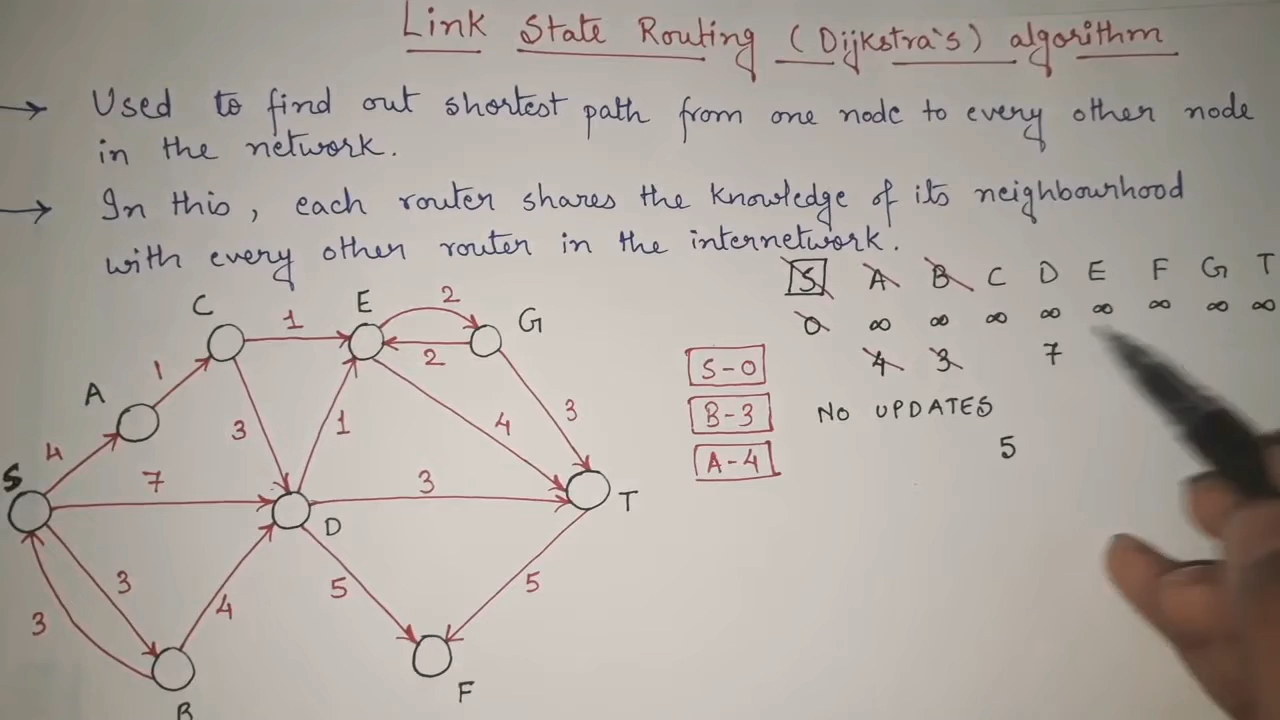 Link State Routing (Dijkstra's) algorithm
→ Used to find out shortest path from one node to every other node
in the network.
→ In this, each router shares the knowledge of its neighbourhood
with every other router in the internetwork.
S A B C D E F G T
0 ∞ ∞ ∞ ∞ ∞ ∞ ∞ ∞
S-0 4 3 7
B-3 NO UPDATES
A-4 5
C E G
A
S
D
T
B
F
2
1
2
1
4
3
1
4
3
7
3
3
4
5
5
3